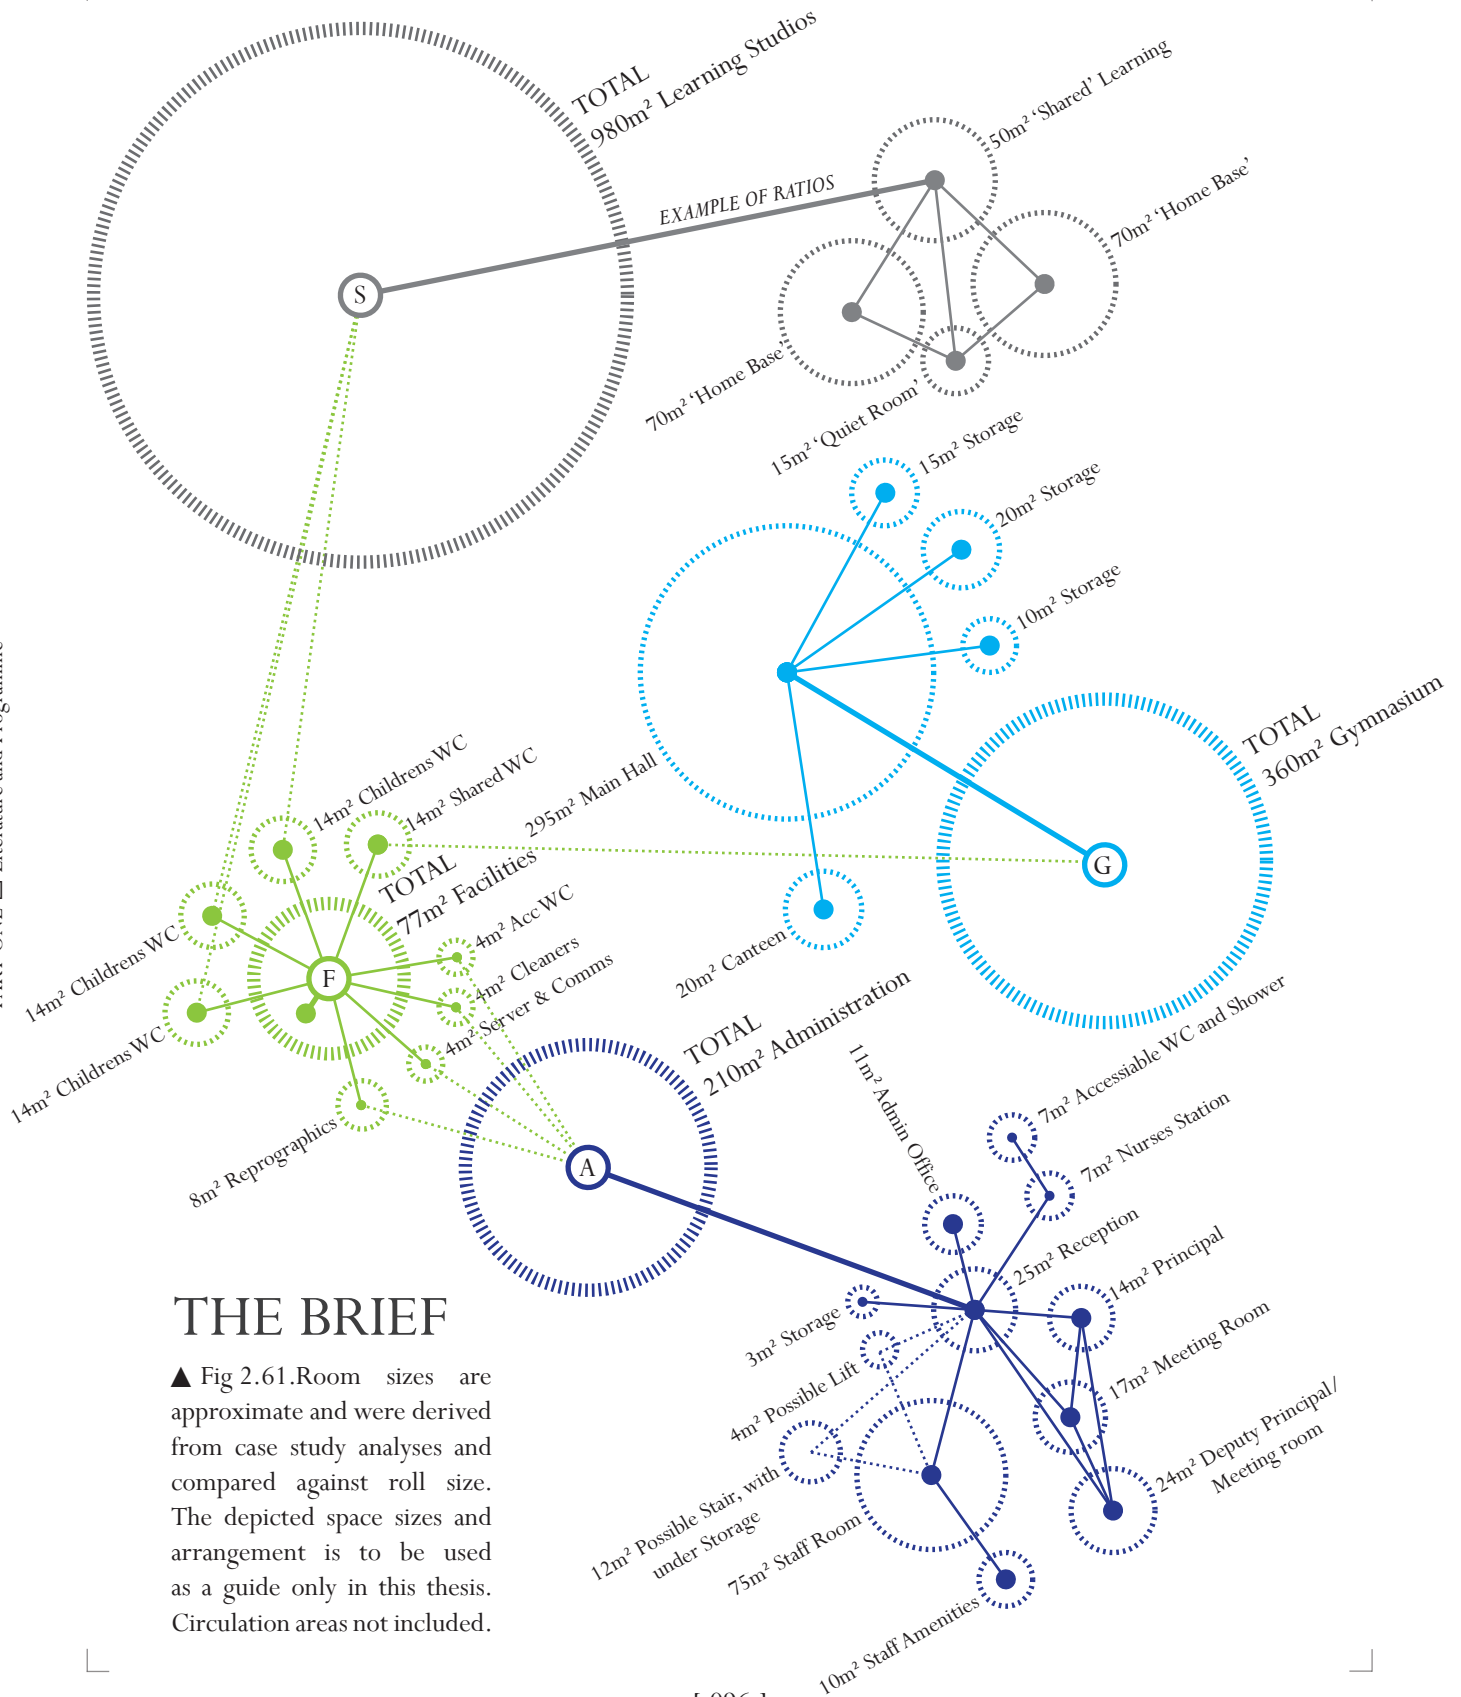 TOTAL
980m² Learning Studios
50m² ‘Shared’ Learning
EXAMPLE OF RATIOS
70m² ‘Home Base’
S
70m² ‘Home Base’
15m² ‘Quiet Room’
15m² Storage
20m² Storage
10m² Storage
295m² Main Hall
TOTAL
360m² Gymnasium
G
20m² Canteen
14m² Childrens WC
14m² Shared WC
TOTAL
77m² Facilities
14m² Childrens WC
F
4m² Acc WC
4m² Cleaners
4m² Server & Comms
14m² Childrens WC
8m² Reprographics
TOTAL
210m² Administration
A
11m² Admin Office
7m² Accessiable WC and Shower
7m² Nurses Station
25m² Reception
14m² Principal
3m² Storage
4m² Possible Lift
17m² Meeting Room
24m² Deputy Principal/
Meeting room
12m² Possible Stair, with
under Storage
75m² Staff Room
10m² Staff Amenities
THE BRIEF
▲ Fig 2.61.Room sizes are
approximate and were derived
from case study analyses and
compared against roll size.
The depicted space sizes and
arrangement is to be used
as a guide only in this thesis.
Circulation areas not included.